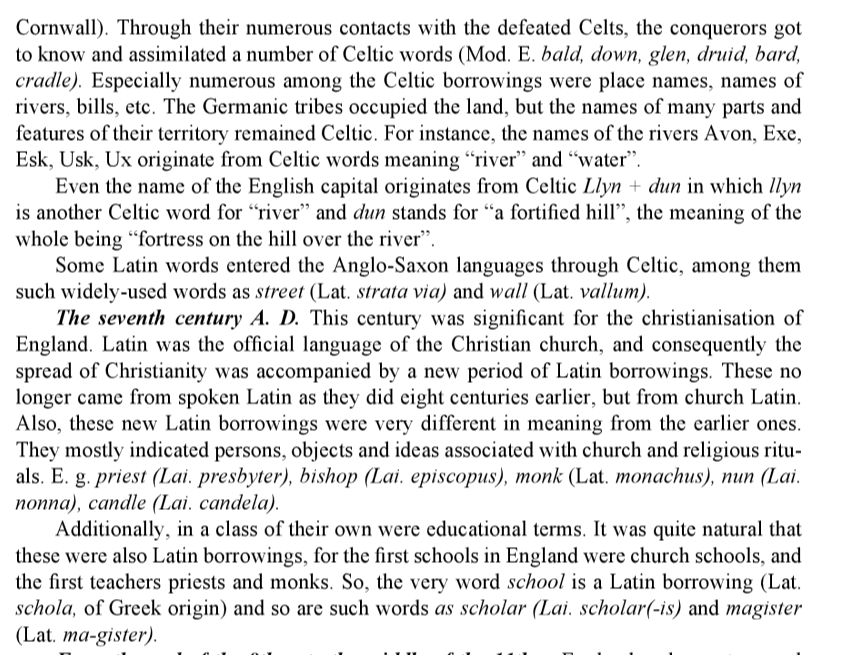 Cornwall). Through their numerous contacts with the defeated Celts, the conquerors got
to know and assimilated a number of Celtic words (Mod. E. bald, down, glen, druid, bard,
cradle). Especially numerous among the Celtic borrowings were place names, names of
rivers, bills, etc. The Germanic tribes occupied the land, but the names of many parts and
features of their territory remained Celtic. For instance, the names of the rivers Avon, Exe,
Esk, Usk, Ux originate from Celtic words meaning “river” and “water”.
Even the name of the English capital originates from Celtic Llyn + dun in which llyn
is another Celtic word for “river” and dun stands for “a fortified hill”, the meaning of the
whole being “fortress on the hill over the river”.
Some Latin words entered the Anglo-Saxon languages through Celtic, among them
such widely-used words as street (Lat. strata via) and wall (Lat. vallum).
The seventh century A. D. This century was significant for the christianisation of
England. Latin was the official language of the Christian church, and consequently the
spread of Christianity was accompanied by a new period of Latin borrowings. These no
longer came from spoken Latin as they did eight centuries earlier, but from church Latin.
Also, these new Latin borrowings were very different in meaning from the earlier ones.
They mostly indicated persons, objects and ideas associated with church and religious ritu-
als. E. g. priest (Lai. presbyter), bishop (Lai. episcopus), monk (Lat. monachus), nun (Lai.
nonna), candle (Lai. candela).
Additionally, in a class of their own were educational terms. It was quite natural that
these were also Latin borrowings, for the first schools in England were church schools, and
the first teachers priests and monks. So, the very word school is a Latin borrowing (Lat.
schola, of Greek origin) and so are such words as scholar (Lai. scholar(-is) and magister
(Lat. ma-gister).